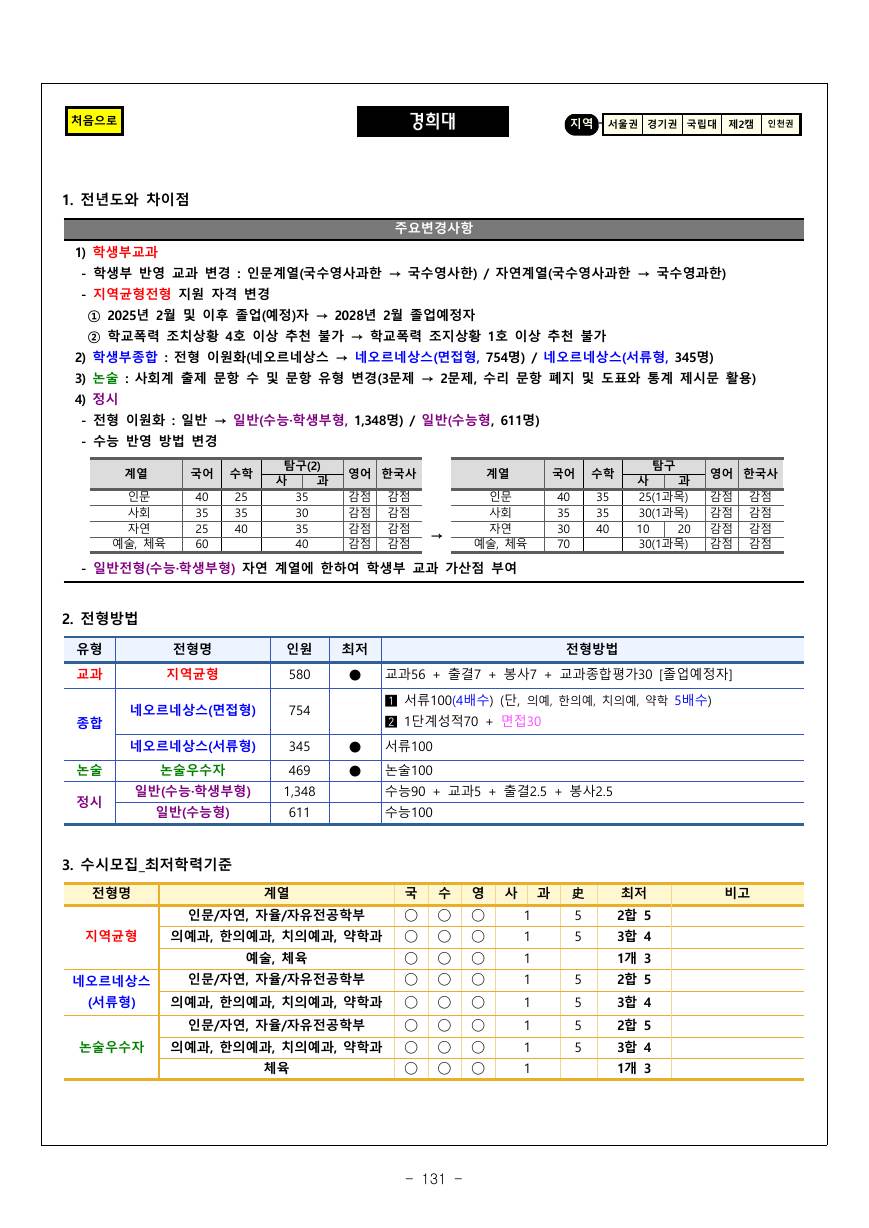 처음으로
경희대
지역 서울권 경기권 국립대 제2캠 인천권
1. 전년도와 차이점
주요변경사항
1) 학생부교과
- 학생부 반영 교과 변경 : 인문계열(국수영사과한 → 국수영사한) / 자연계열(국수영사과한 → 국수영과한)
- 지역균형전형 지원 자격 변경
① 2025년 2월 및 이후 졸업(예정)자 → 2028년 2월 졸업예정자
② 학교폭력 조치상황 4호 이상 추천 불가 → 학교폭력 조지상황 1호 이상 추천 불가
2) 학생부종합 : 전형 이원화(네오르네상스 → 네오르네상스(면접형, 754명) / 네오르네상스(서류형, 345명)
3) 논술 : 사회계 출제 문항 수 및 문항 유형 변경(3문제 → 2문제, 수리 문항 폐지 및 도표와 통계 제시문 활용)
4) 정시
- 전형 이원화 : 일반 → 일반(수능·학생부형, 1,348명) / 일반(수능형, 611명)
- 수능 반영 방법 변경
계열 국어 수학 탐구(2) 영어 한국사
사 과
인문 40 25 35 감점 감점
사회 35 35 30 감점 감점
자연 25 40 35 감점 감점
예술, 체육 60 40 감점 감점
→
계열 국어 수학 탐구 영어 한국사
사 과
인문 40 35 25(1과목) 감점 감점
사회 35 35 30(1과목) 감점 감점
자연 30 40 10 20 감점 감점
예술, 체육 70 30(1과목) 감점 감점
- 일반전형(수능·학생부형) 자연 계열에 한하여 학생부 교과 가산점 부여
2. 전형방법
유형 전형명 인원 최저 전형방법
교과 지역균형 580 ● 교과56 + 출결7 + 봉사7 + 교과종합평가30 [졸업예정자]
종합 네오르네상스(면접형) 754 1 서류100(4배수) (단, 의예, 한의예, 치의예, 약학 5배수)
2 1단계성적70 + 면접30
네오르네상스(서류형) 345 ● 서류100
논술 논술우수자 469 ● 논술100
정시 일반(수능·학생부형) 1,348 수능90 + 교과5 + 출결2.5 + 봉사2.5
일반(수능형) 611 수능100
3. 수시모집_최저학력기준
전형명 계열 국 수 영 사 과 史 최저 비고
지역균형 인문/자연, 자율/자유전공학부 ○ ○ ○ 1 5 2합 5
의예과, 한의예과, 치의예과, 약학과 ○ ○ ○ 1 5 3합 4
예술, 체육 ○ ○ ○ 1 1개 3
네오르네상스 (서류형) 인문/자연, 자율/자유전공학부 ○ ○ ○ 1 5 2합 5
의예과, 한의예과, 치의예과, 약학과 ○ ○ ○ 1 5 3합 4
논술우수자 인문/자연, 자율/자유전공학부 ○ ○ ○ 1 5 2합 5
의예과, 한의예과, 치의예과, 약학과 ○ ○ ○ 1 5 3합 4
체육 ○ ○ ○ 1 1개 3
- 131 -